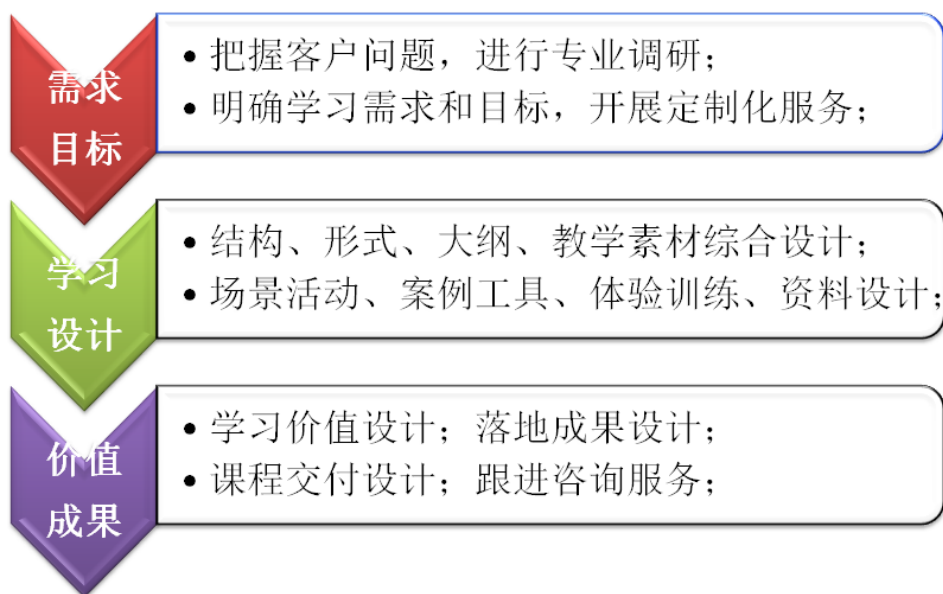 需求
目标
• 把握客户问题，进行专业调研；
• 明确学习需求和目标，开展定制化服务；
学习
设计
• 结构、形式、大纲、教学素材综合设计；
• 场景活动、案例工具、体验训练、资料设计；
价值
成果
• 学习价值设计；落地成果设计；
• 课程交付设计；跟进咨询服务；